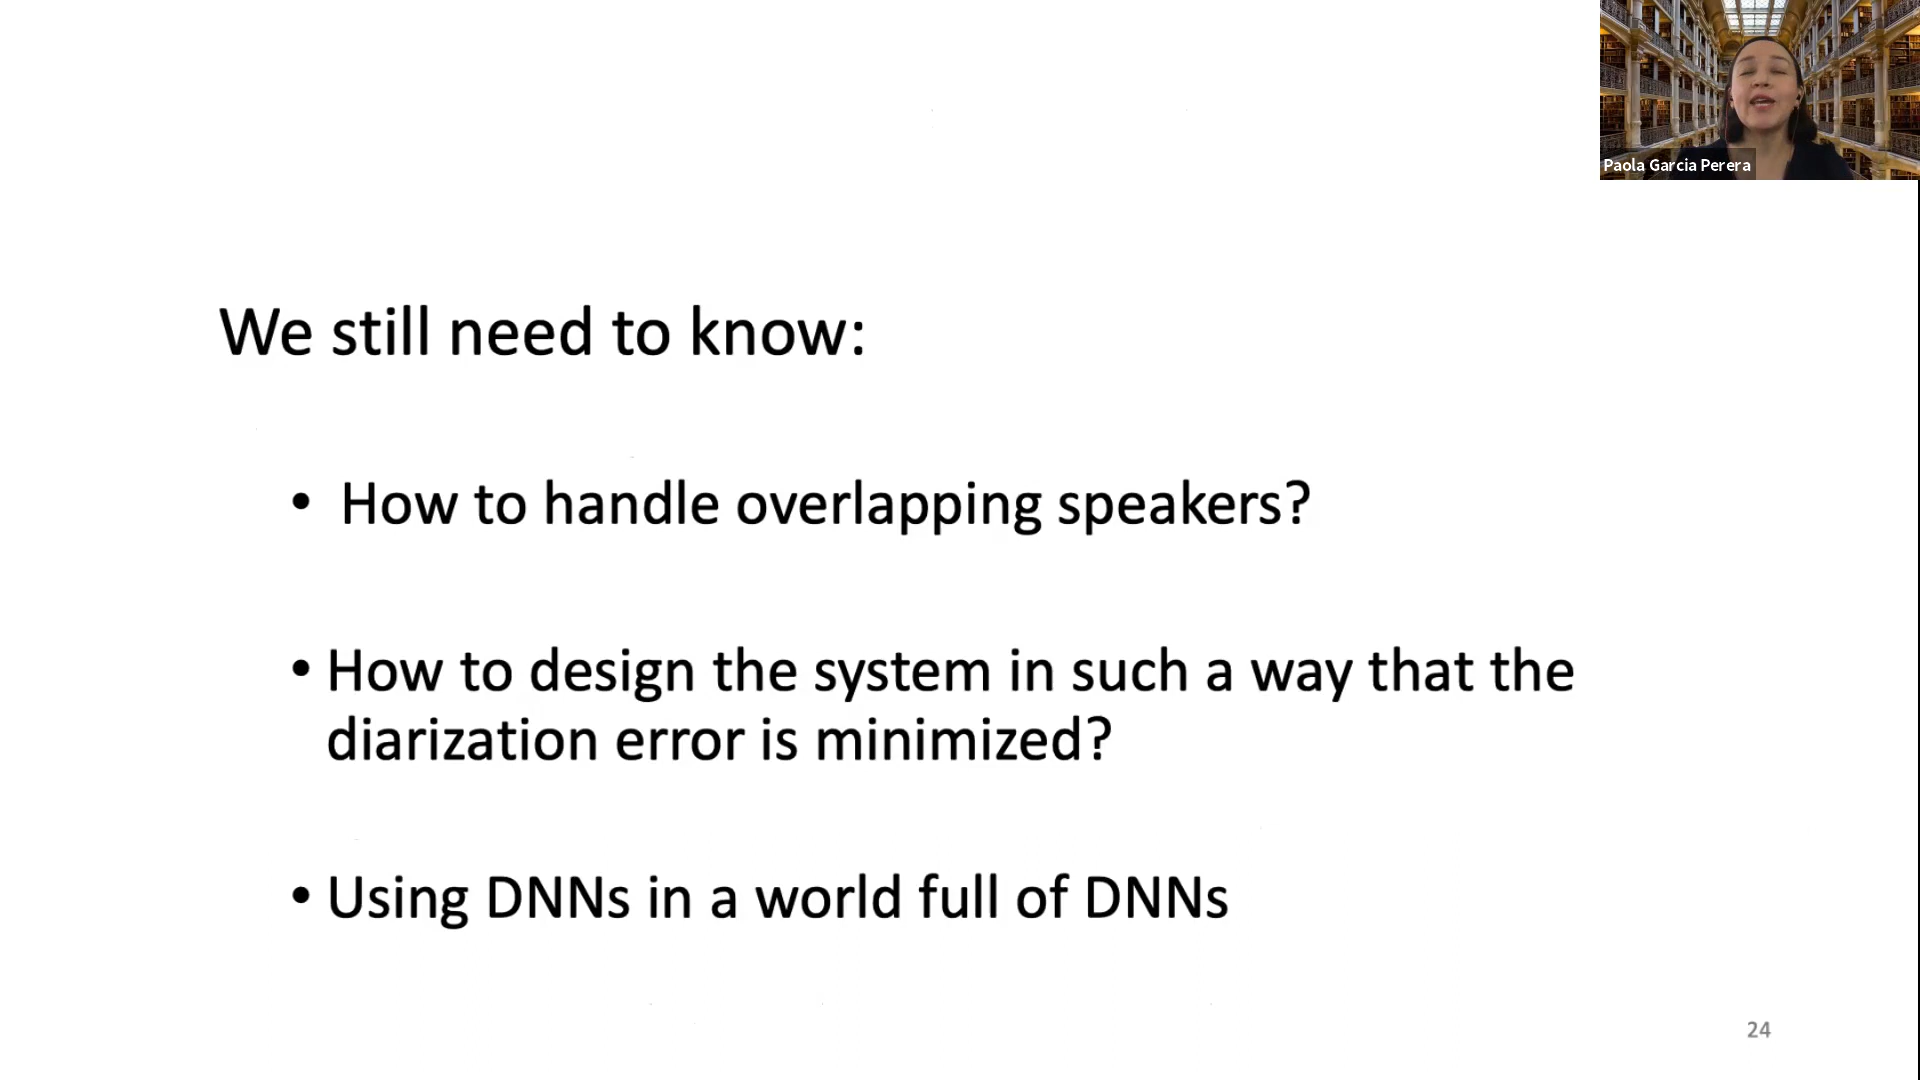 Paola Garcia Perera
We still need to know:
• How to handle overlapping speakers?
• How to design the system in such a way that the
diarization error is minimized?
• Using DNNs in a world full of DNNs
24